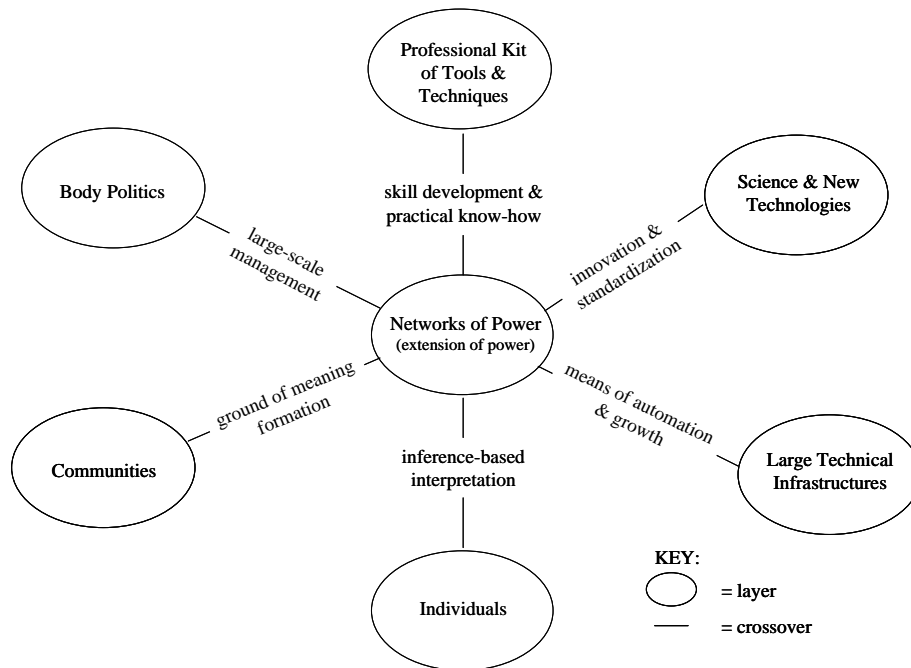 Professional Kit
of Tools &
Techniques
Body Politics
Science & New
Technologies
skill development &
practical know-how
large-scale
management
innovation &
standardization
Networks of Power
(extension of power)
ground of meaning
formation
means of automation
& growth
Communities
inference-based
interpretation
Large Technical
Infrastructures
Individuals
KEY:
= layer
= crossover